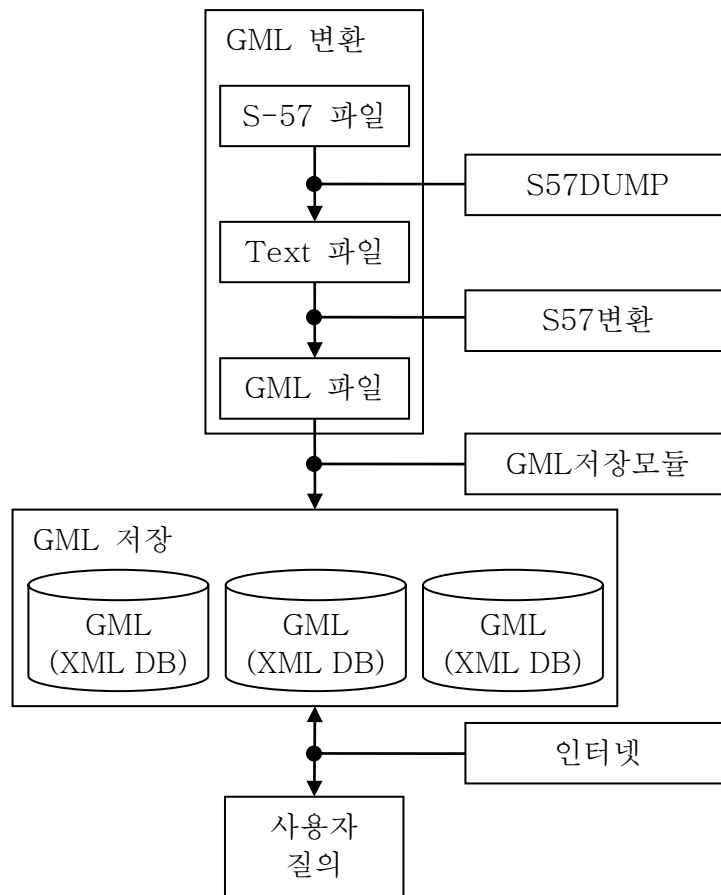 GML 변환
S-57 파일
S57DUMP
Text 파일
S57변환
GML 파일
GML저장모듈
GML 저장
GML
(XML DB)
GML
(XML DB)
GML
(XML DB)
인터넷
사용자
질의